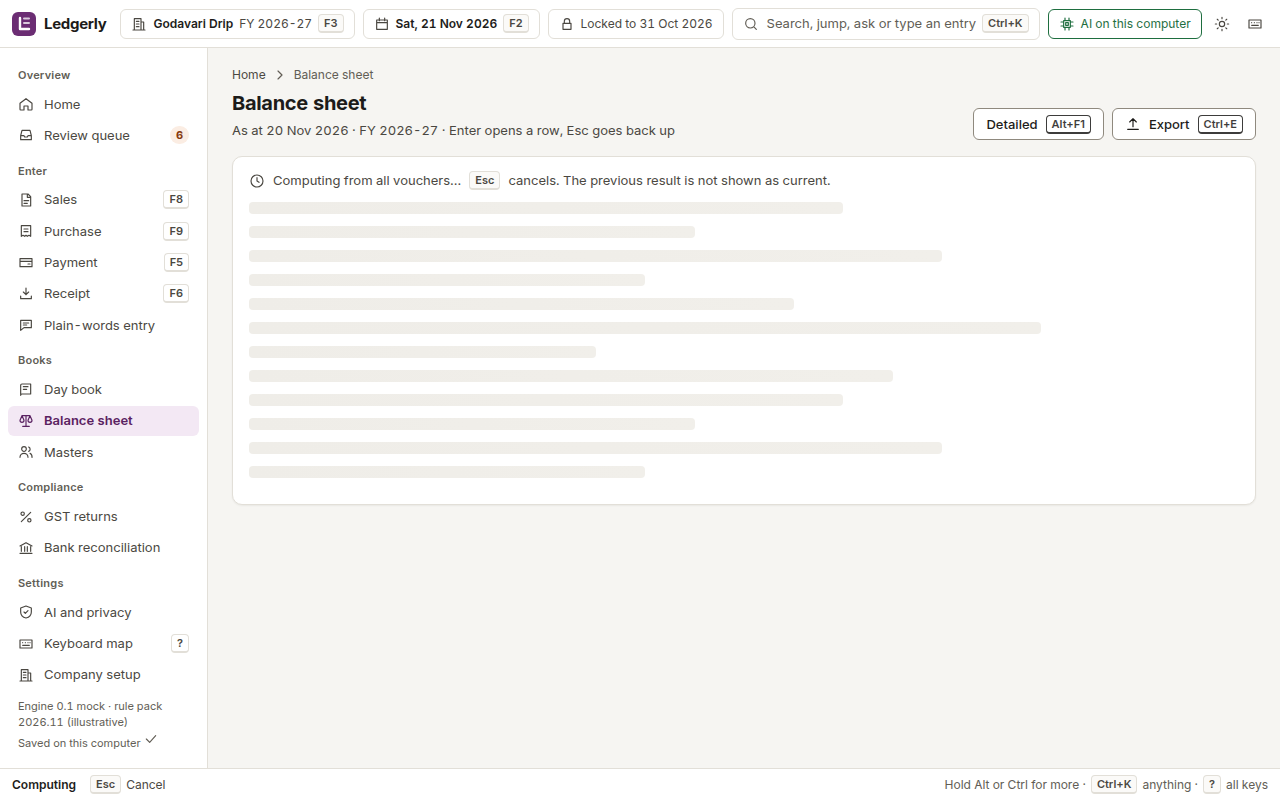 Ledgerly
Godavari Drip FY 2026-27 F3
Sat, 21 Nov 2026 F2
Locked to 31 Oct 2026
Search, jump, ask or type an entry Ctrl+K
AI on this computer
Overview
Home
Review queue 6
Enter
Sales F8
Purchase F9
Payment F5
Receipt F6
Plain-words entry
Books
Day book
Balance sheet
Masters
Compliance
GST returns
Bank reconciliation
Settings
AI and privacy
Keyboard map ?
Company setup
Engine 0.1 mock · rule pack
2026.11 (illustrative)
Saved on this computer
Home Balance sheet
Balance sheet
As at 20 Nov 2026 · FY 2026-27 · Enter opens a row, Esc goes back up
Detailed Alt+F1
Export Ctrl+E
Computing from all vouchers... Esc cancels. The previous result is not shown as current.
Computing Esc Cancel
Hold Alt or Ctrl for more · Ctrl+K anything · ? all keys